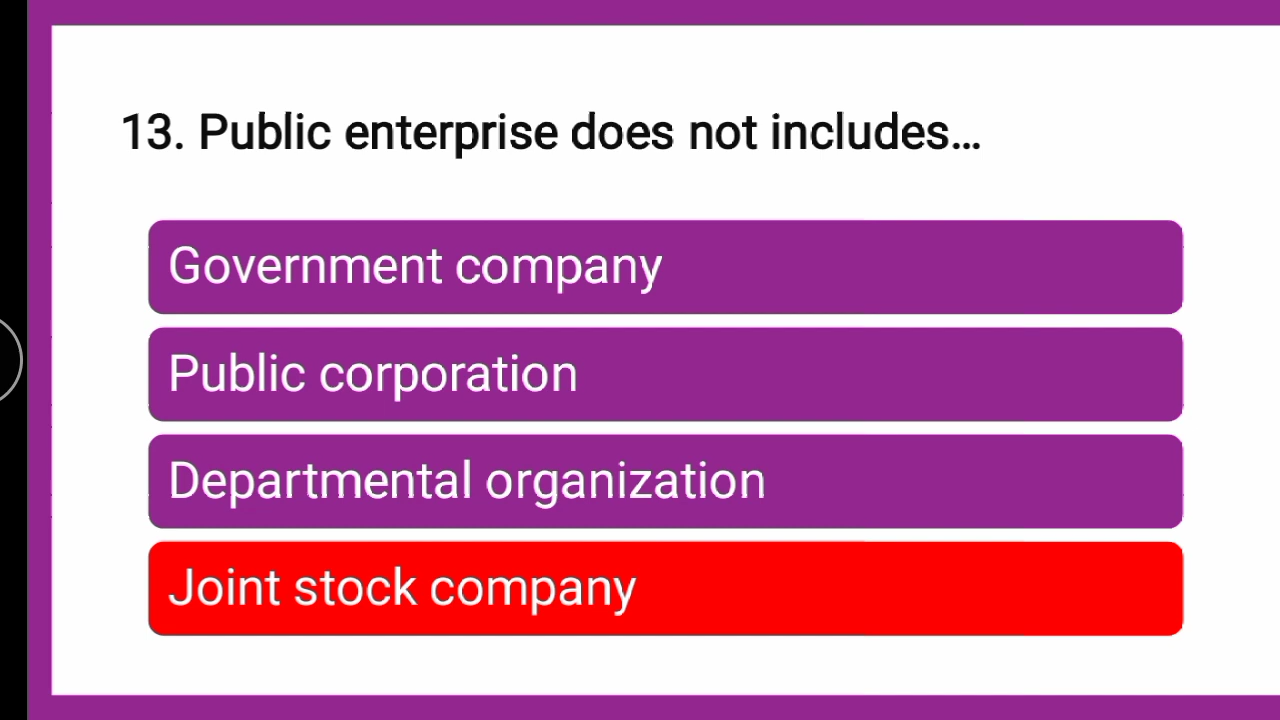 13. Public enterprise does not includes...
Government company
Public corporation
Departmental organization
Joint stock company